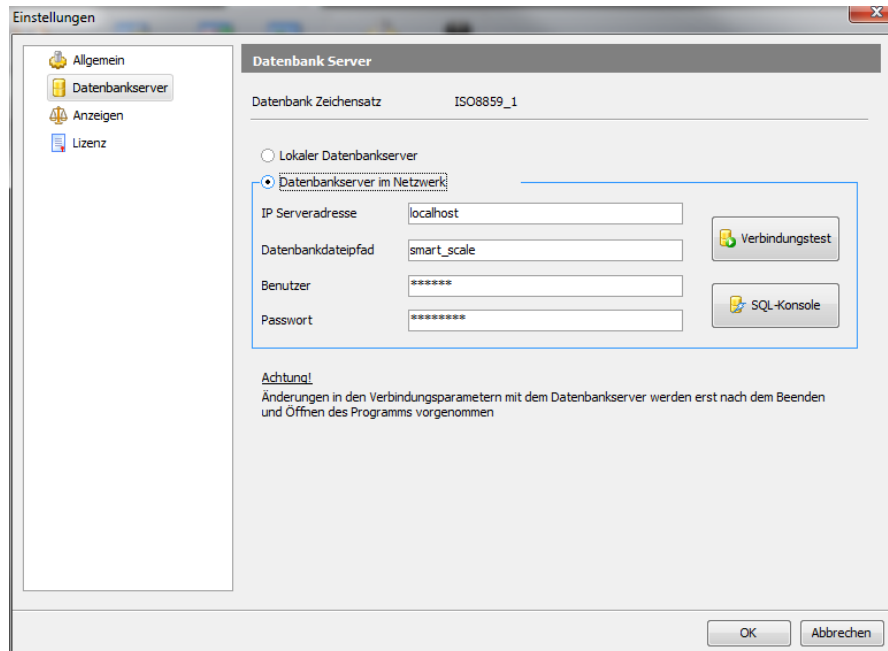 Einstellungen
Allgemein
Datenbankserver
Anzeigen
Lizenz
Datenbank Server
Datenbank Zeichensatz ISO8859_1
Lokaler Datenbankserver
Datenbankserver im Netzwerk
IP Serveradresse localhost
Datenbankdateipfad smart_scale
Benutzer ******
Passwort ********
Verbindungstest
SQL-Konsole
Achtung!
Änderungen in den Verbindungsparametern mit dem Datenbankserver werden erst nach dem Beenden
und Öffnen des Programms vorgenommen
OK Abbrechen